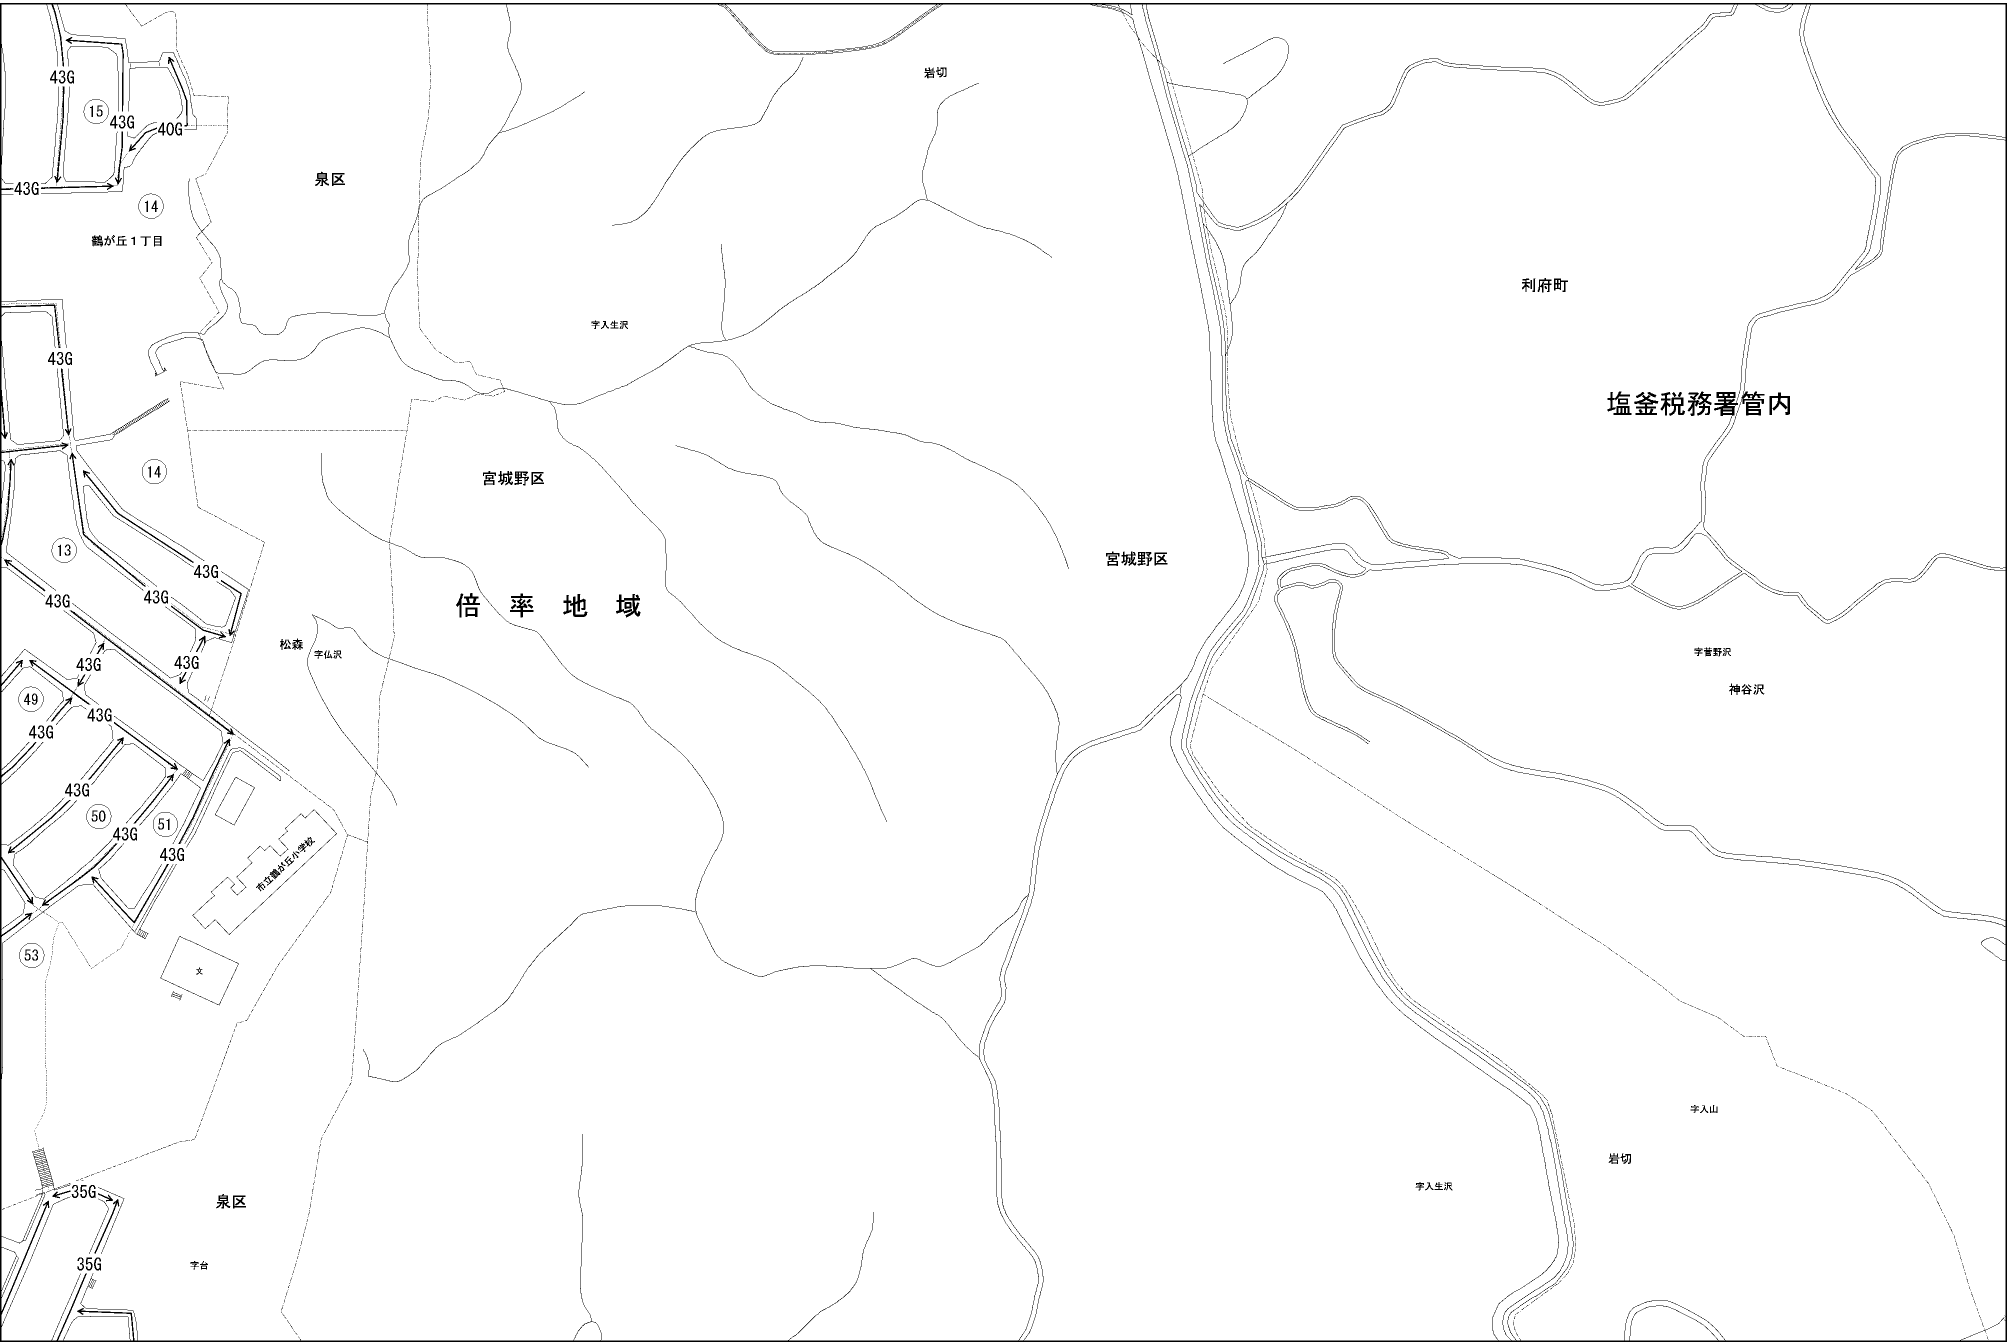 岩切
43G
15
43G
40G
泉区
43G
14
鶴が丘1丁目
利府町
字入生沢
43G
塩釜税務署管内
14
宮城野区
13
宮城野区
43G
43G
43G
倍率地域
松森
字仏沢
字菅野沢
43G
43G
神谷沢
49
43G
43G
43G
50
51
43G
43G
市立鶴が丘小学校
53
文
字入山
岩切
字入生沢
35G
泉区
35G
字台